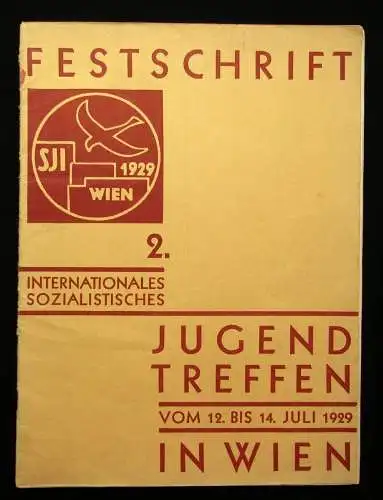 FESTSCHRIFT
SJI
1929
WIEN
2.
INTERNATIONALES
SOZIALISTISCHES
JUGEND
TREFFEN
VOM 12. BIS 14. JULI 1929
IN WIEN